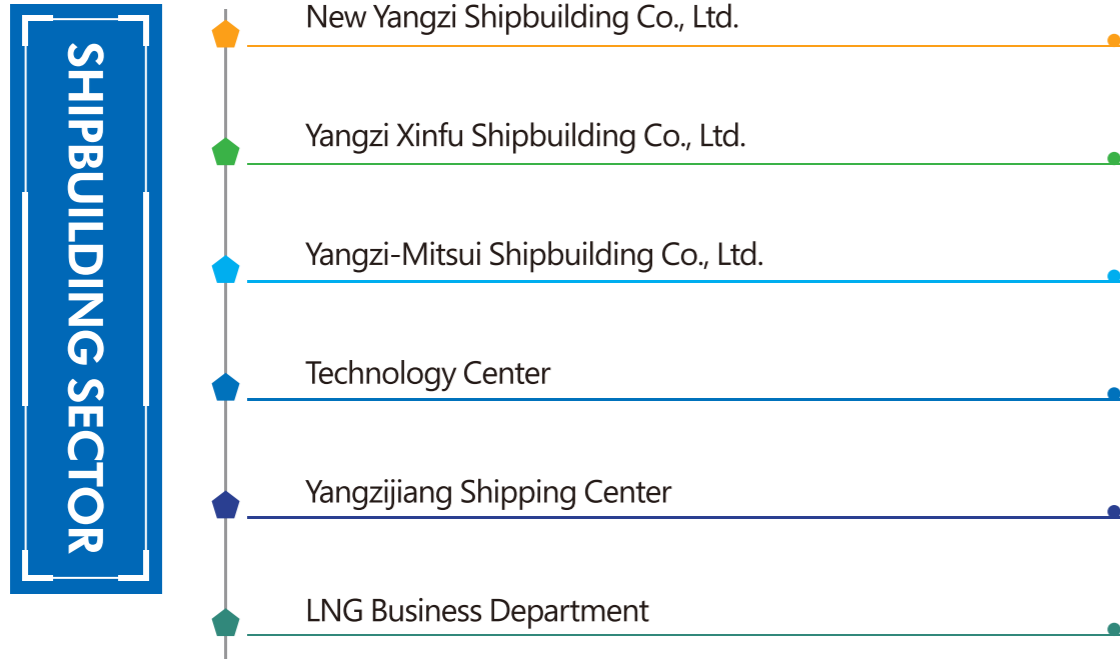 SHIPBUILDING SECTOR
New Yangzi Shipbuilding Co., Ltd.
Yangzi Xinfu Shipbuilding Co., Ltd.
Yangzi-Mitsui Shipbuilding Co., Ltd.
Technology Center
Yangzijiang Shipping Center
LNG Business Department